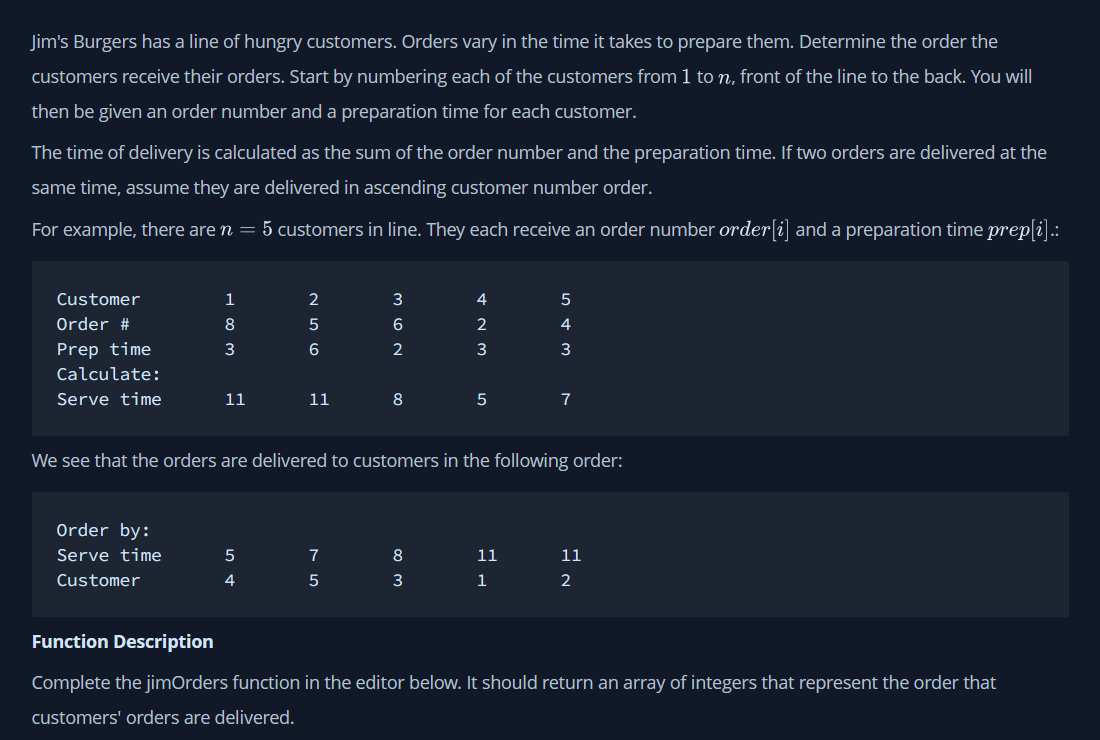 Jim's Burgers has a line of hungry customers. Orders vary in the time it takes to prepare them. Determine the order the
customers receive their orders. Start by numbering each of the customers from 1 to n, front of the line to the back. You will
then be given an order number and a preparation time for each customer.
The time of delivery is calculated as the sum of the order number and the preparation time. If two orders are delivered at the
same time, assume they are delivered in ascending customer number order.
For example, there are n = 5 customers in line. They each receive an order number order[i] and a preparation time prep[i].:
Customer 1 2 3 4 5
Order # 8 5 6 2 4
Prep time 3 6 2 3 3
Calculate:
Serve time 11 11 8 5 7
We see that the orders are delivered to customers in the following order:
Order by:
Serve time 5 7 8 11 11
Customer 4 5 3 1 2
Function Description
Complete the jimOrders function in the editor below. It should return an array of integers that represent the order that
customers' orders are delivered.